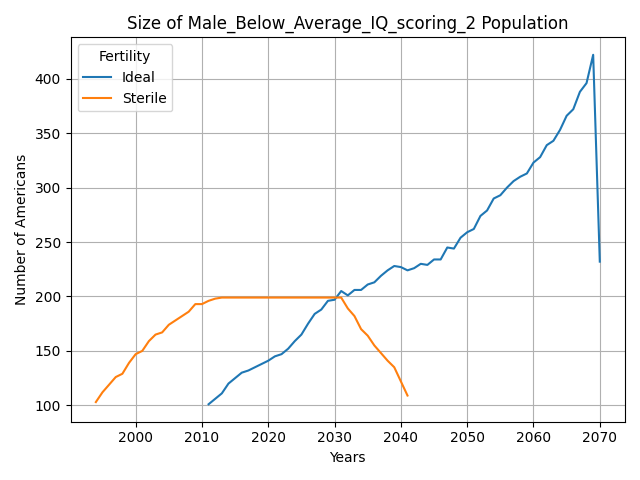 Size of Male_Below_Average_IQ_scoring_2 Population
Fertility
Ideal
Sterile
Number of Americans
400
350
300
250
200
150
100
2000 2010 2020 2030 2040 2050 2060 2070
Years